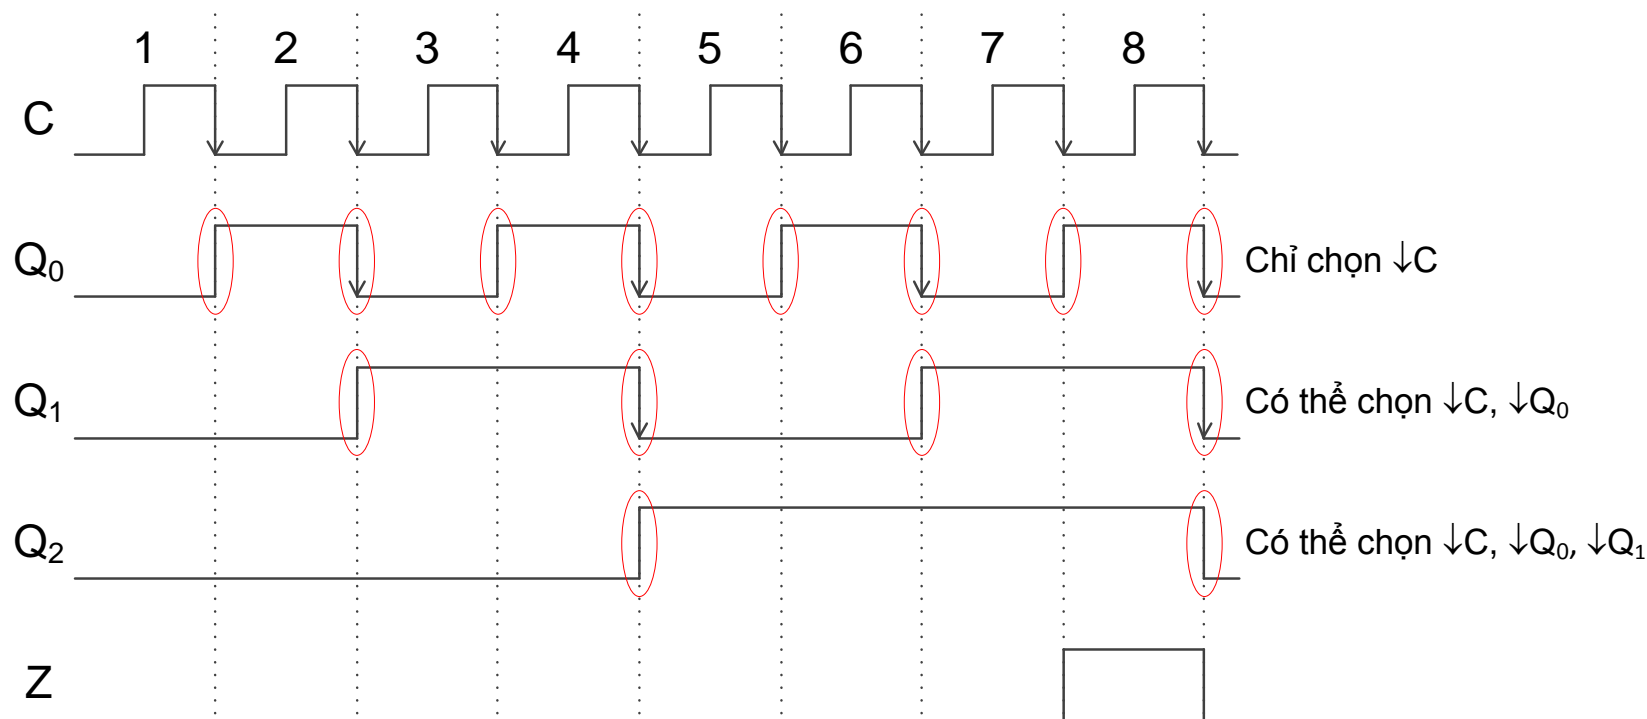 1 2 3 4 5 6 7 8
C
Q0 Chỉ chọn ↓C
Q1 Có thể chọn ↓C, ↓Q0
Q2 Có thể chọn ↓C, ↓Q0, ↓Q1
Z